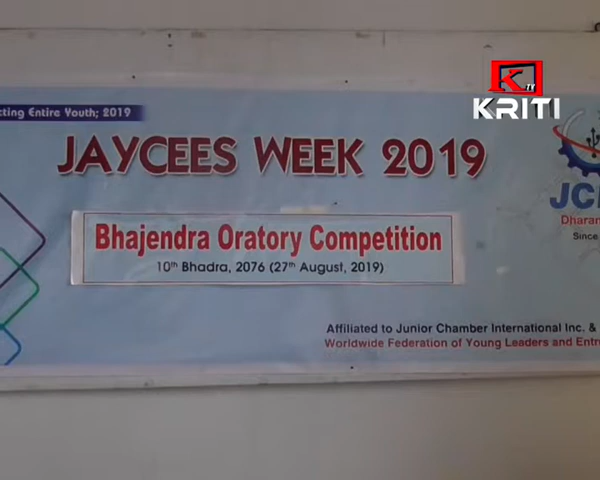 cting Entire Youth; 2019
K TV
KRITI
JAYCEES WEEK 2019
JC
Dharan
Since
Bhajendra Oratory Competition
10th Bhadra, 2076 (27th August, 2019)
Affiliated to Junior Chamber International Inc. &
Worldwide Federation of Young Leaders and Entr